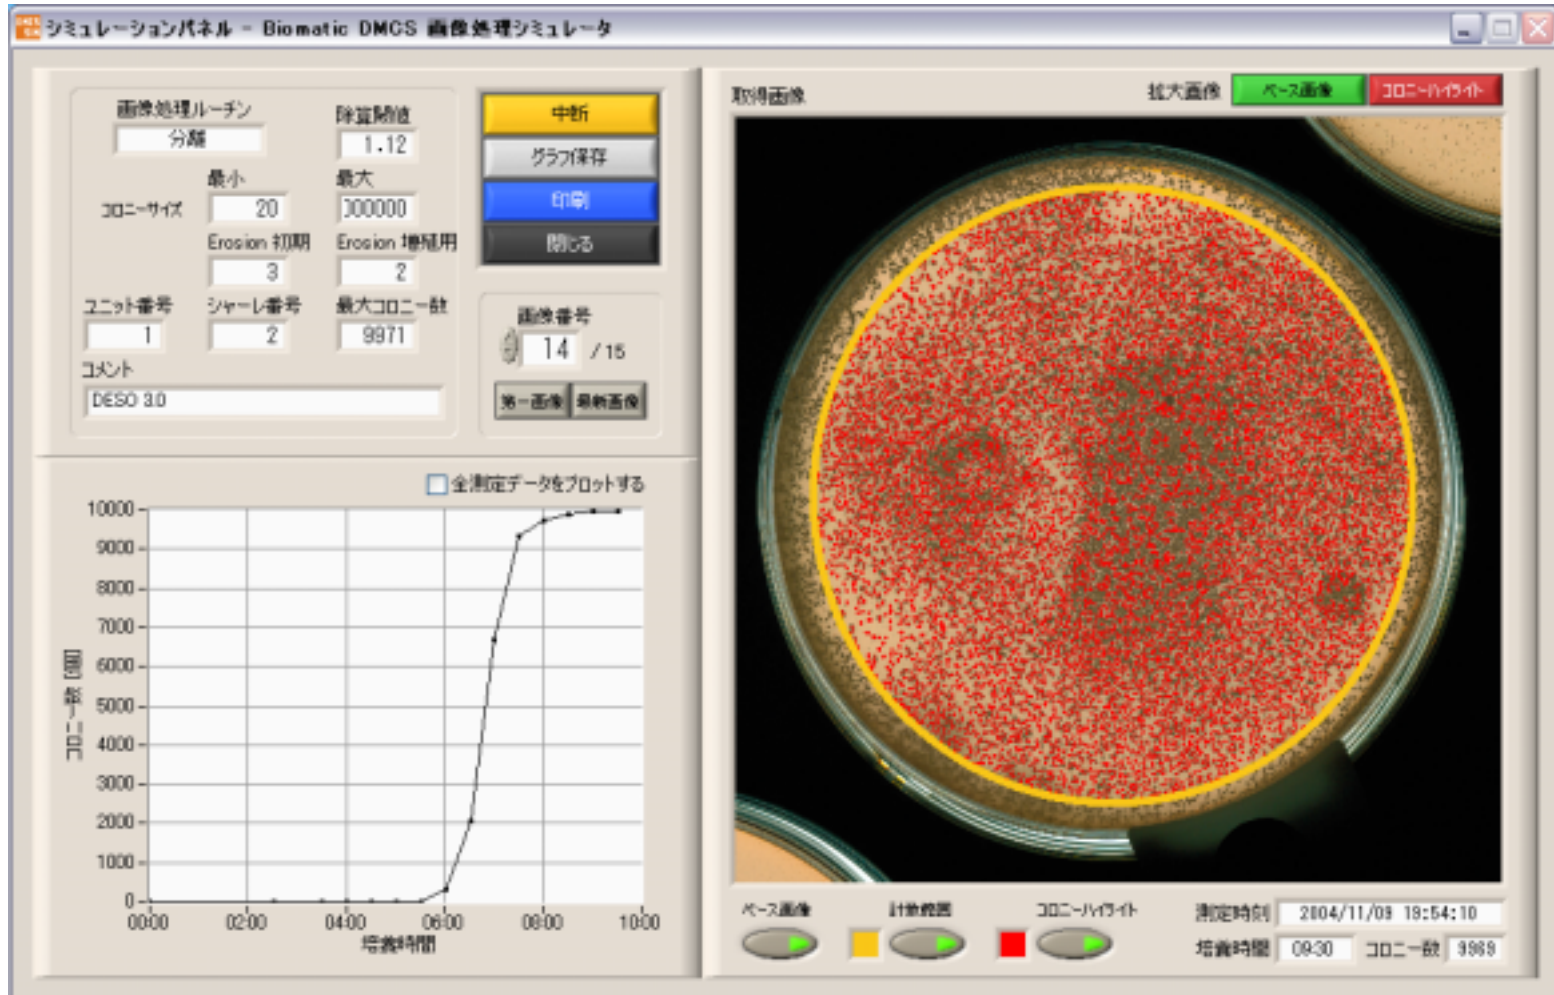 シミュレーションパネル - Biomatic DMCS 画像処理シミュレータ
画像処理ルーチン
分離
除算閾値
1.12
コロニーサイズ
最小
20
最大
000000
Erosion 初期
3
Erosion 増殖用
2
ユニット番号
1
シャーレ番号
2
最大コロニー数
9971
コメント
DESO 3.0
中断
グラフ保存
印刷
閉じる
画像番号
14 / 15
第一画像
最新画像
全測定データをプロットする
10000
9000
8000
7000
6000
5000
4000
3000
2000
1000
0
コロニー数 [個]
00:00 02:00 04:00 06:00 08:00 10:00
培養時間
取得画像
拡大画像
ベース画像
コロニーハイライト
ベース画像
計数範囲
コロニーハイライト
測定時刻 2004/11/09 19:54:10
培養時間 09:30
コロニー数 9969